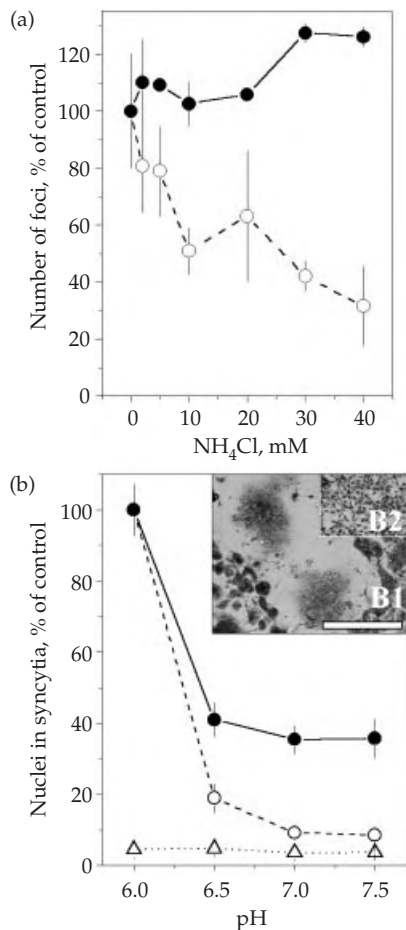 (a)
Number of foci, % of control
120
100
80
60
40
20
0
0 10 20 30 40
NH4Cl, mM
(b)
Nuclei in syncytia, % of control
100
80
60
40
20
0
B2
B1
6.0 6.5 7.0 7.5
pH